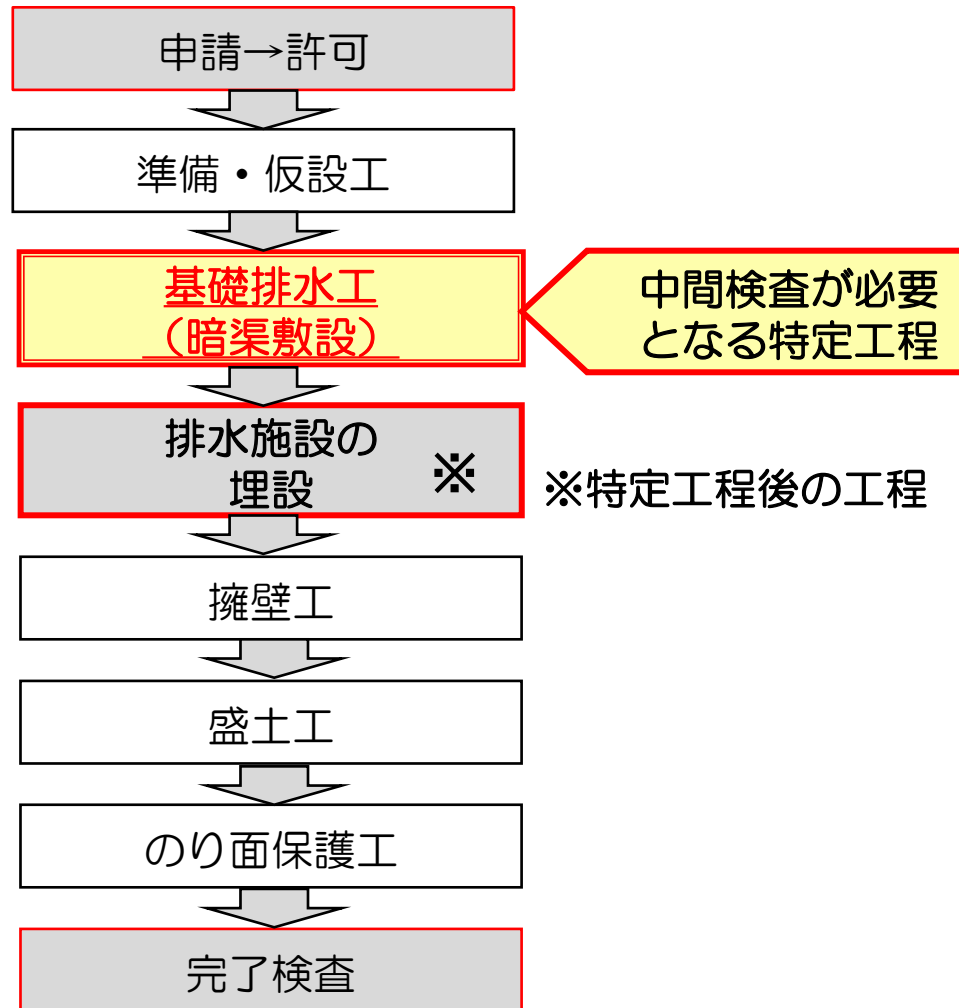 申請→許可
準備・仮設工
基礎排水工
（暗渠敷設）
中間検査が必要
となる特定工程
排水施設の
埋設
※
※特定工程後の工程
擁壁工
盛土工
のり面保護工
完了検査